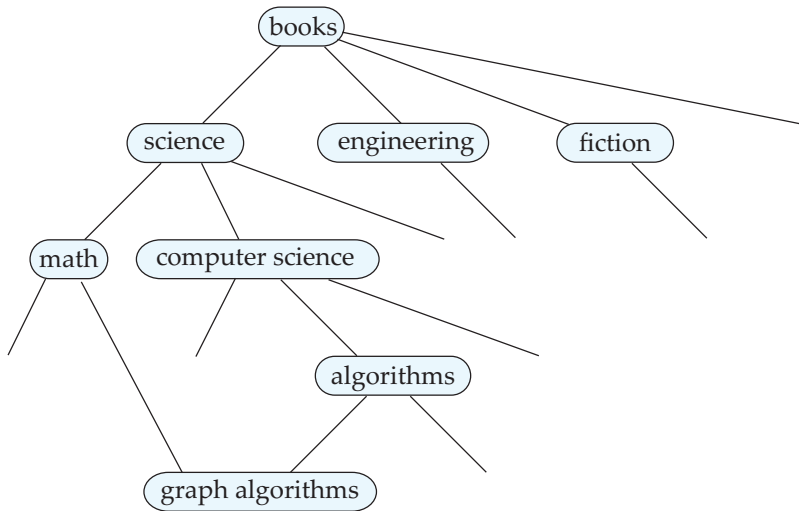 books
science
engineering
fiction
math
computer science
algorithms
graph algorithms